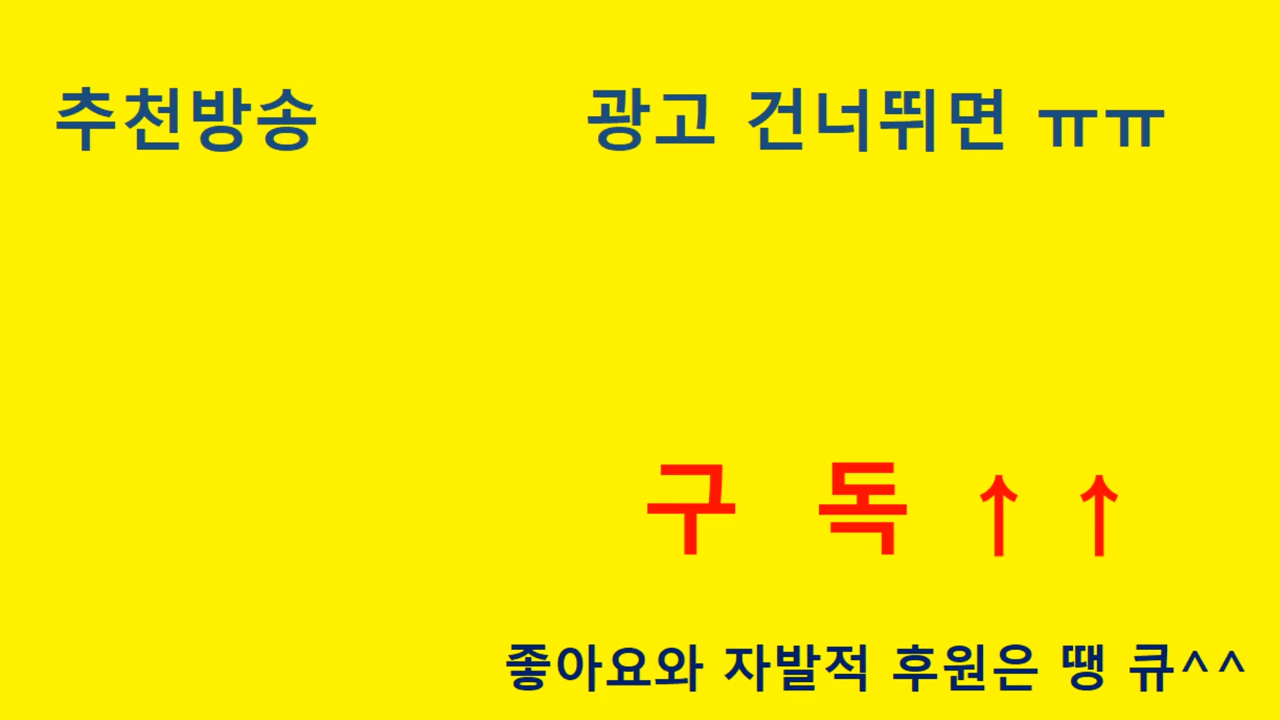 추천방송
광고 건너뛰면 ㅠㅠ
구 독 ↑ ↑
좋아요와 자발적 후원은 땡 큐^^